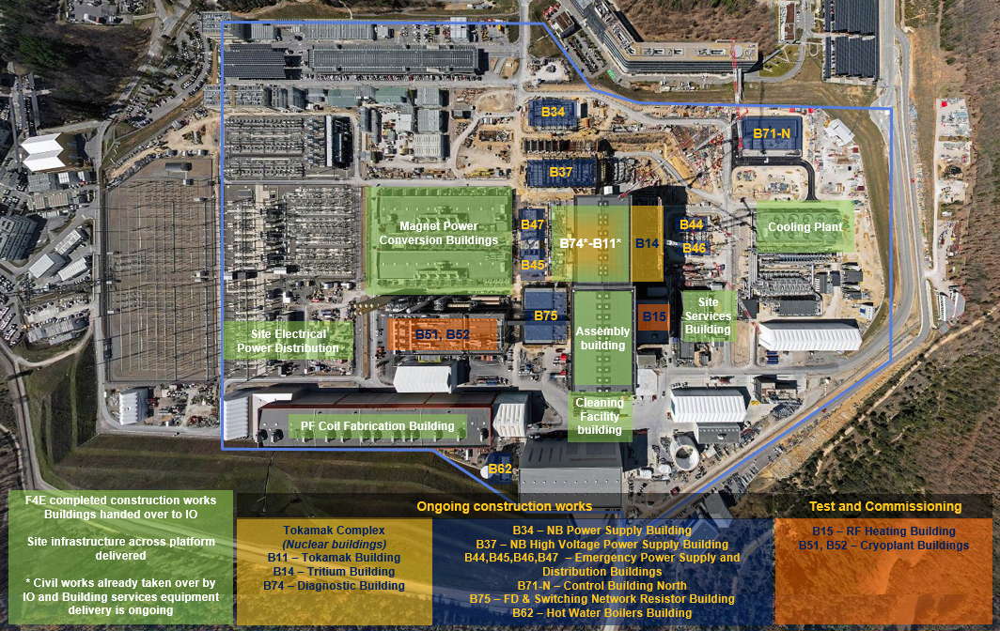 B34
B71-N
B37
Magnet Power
Conversion Buildings
B47
B45
B74*-B11*
B14
B44
B46
Cooling Plant
Site Electrical
Power Distribution
B51, B52
B75
Assembly
building
B15
Site
Services
Building
PF Coil Fabrication Building
Cleaning
Facility
building
B62
F4E completed construction works
Buildings handed over to IO
Site infrastructure across platform
delivered
* Civil works already taken over by
IO and Building services equipment
delivery is ongoing
Ongoing construction works
Tokamak Complex
(Nuclear buildings)
B11 – Tokamak Building
B14 – Tritium Building
B74 – Diagnostic Building
B34 – NB Power Supply Building
B37 – NB High Voltage Power Supply Building
B44,B45,B46,B47 – Emergency Power Supply and
Distribution Buildings
B71-N – Control Building North
B75 – FD & Switching Network Resistor Building
B62 – Hot Water Boilers Building
Test and Commissioning
B15 – RF Heating Building
B51, B52 – Cryoplant Buildings